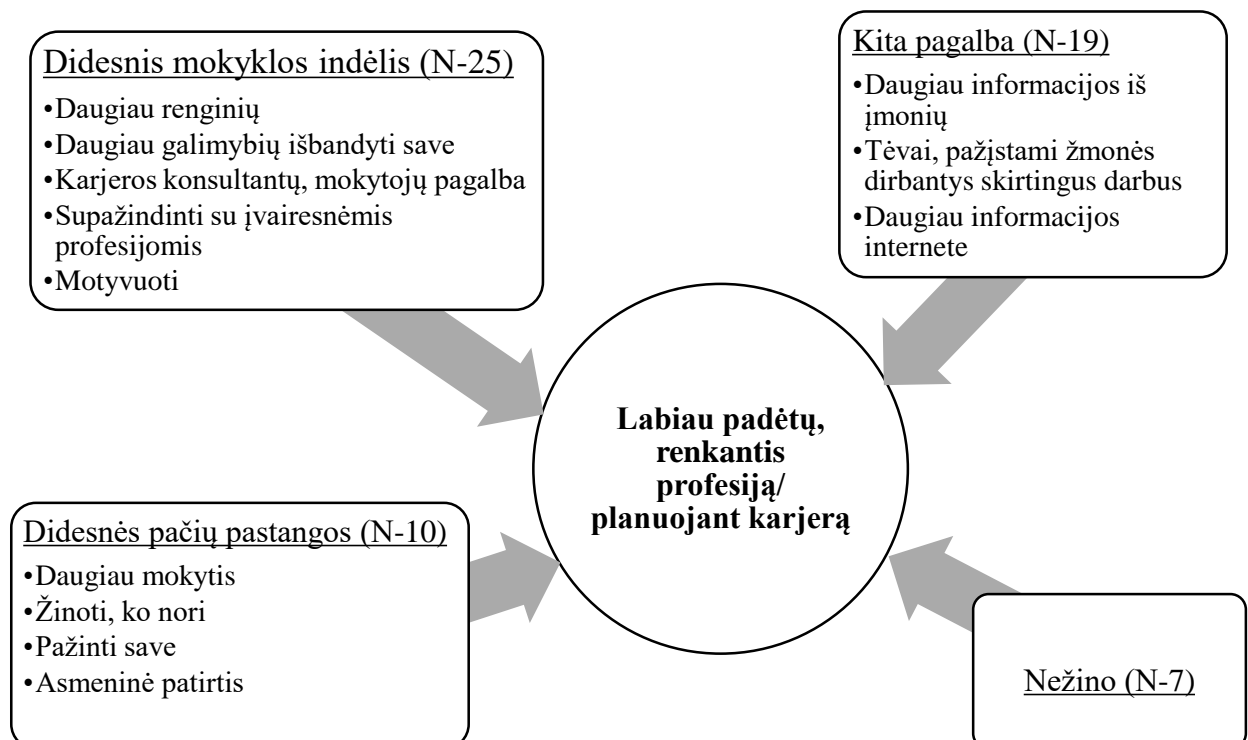 Didesnis mokyklos indėlis (N-25)
•Daugiau renginių
•Daugiau galimybių išbandyti save
•Karjeros konsultantų, mokytojų pagalba
•Supažindinti su įvairesnėmis
profesijomis
•Motyvuoti
Kita pagalba (N-19)
•Daugiau informacijos iš
įmonių
•Tėvai, pažįstami žmonės
dirbantys skirtingus darbus
•Daugiau informacijos
internete
Labiau padėtų,
renkantis
profesiją/
planuojant karjerą
Didesnės pačių pastangos (N-10)
•Daugiau mokytis
•Žinoti, ko nori
•Pažinti save
•Asmeninė patirtis
Nežino (N-7)